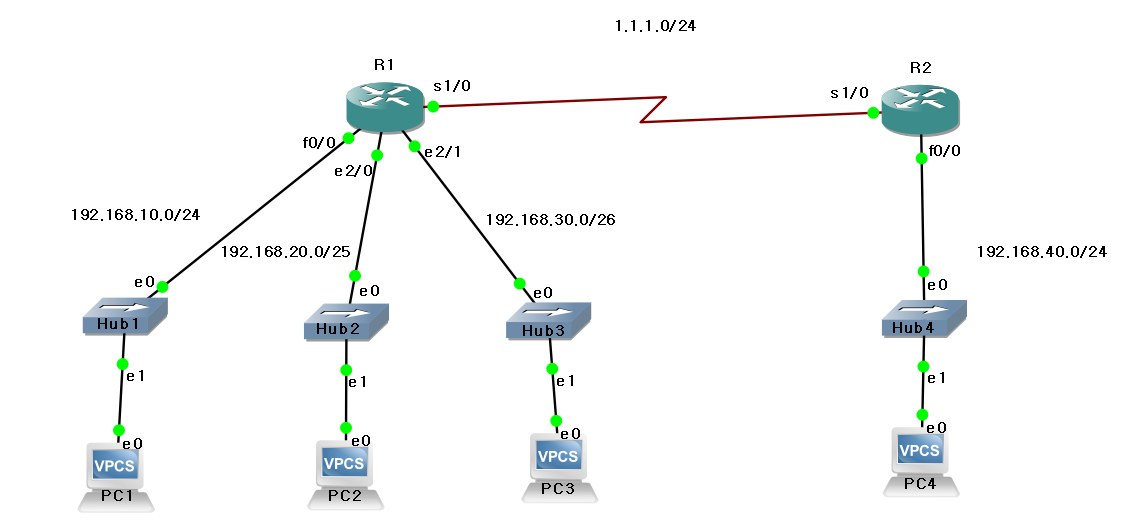 1.1.1.0/24
R1
R2
s1/0
s1/0
f0/0
e2/0
e2/1
f0/0
192.168.10.0/24
192.168.20.0/25
192.168.30.0/26
192.168.40.0/24
e0
e0
e0
e0
Hub1
Hub2
Hub3
Hub4
e1
e1
e1
e1
e0
e0
e0
e0
VPCS
VPCS
VPCS
VPCS
PC1
PC2
PC3
PC4